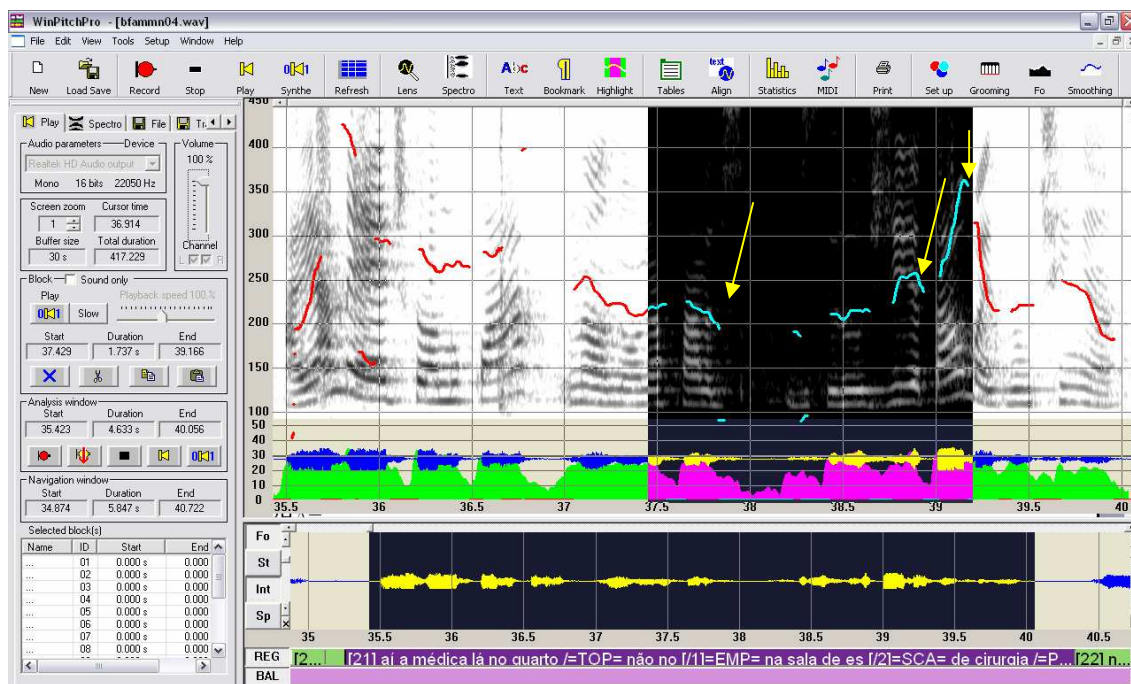 WinPitchPro - [bfammn04.wav]
File Edit View Tools Setup Window Help
New Load Save Record Stop Play Synthe Refresh Lens Spectro Text Bookmark Highlight Tables Align Statistics MIDI Print Set up Grooming Fo Smoothing
Play Spectro File
Audio parameters Device
Realtek HD Audio output
Mono 16 bits 22050 Hz
Volume
100 %
Channel
L R
Screen zoom Cursor time
1 36.914
Buffer size Total duration
30 s 417.229
Block Sound only
Play Playback speed 100 %
Slow
Start Duration End
37.429 1.737 s 39.166
Analysis window
Start Duration End
35.423 4.633 s 40.056
Navigation window
Start Duration End
34.874 5.847 s 40.722
Selected block(s)
Name ID Start End
... 01 0.000 s 0.000
... 02 0.000 s 0.000
... 03 0.000 s 0.000
... 04 0.000 s 0.000
... 05 0.000 s 0.000
... 06 0.000 s 0.000
... 07 0.000 s 0.000
... 08 0.000 s 0.000
450
400
350
300
250
200
150
100
50
40
30
20
10
0
35.5 36 36.5 37 37.5 38 38.5 39 39.5 40
Fo
St
Int
Sp
35 35.5 36 36.5 37 37.5 38 38.5 39 39.5 40 40.5
REG [2... [21] aí a médica lá no quarto /=TOP= não no [/1]=EMP= na sala de es [/2]=SCA= de cirurgia /=P... [22] n...
BAL